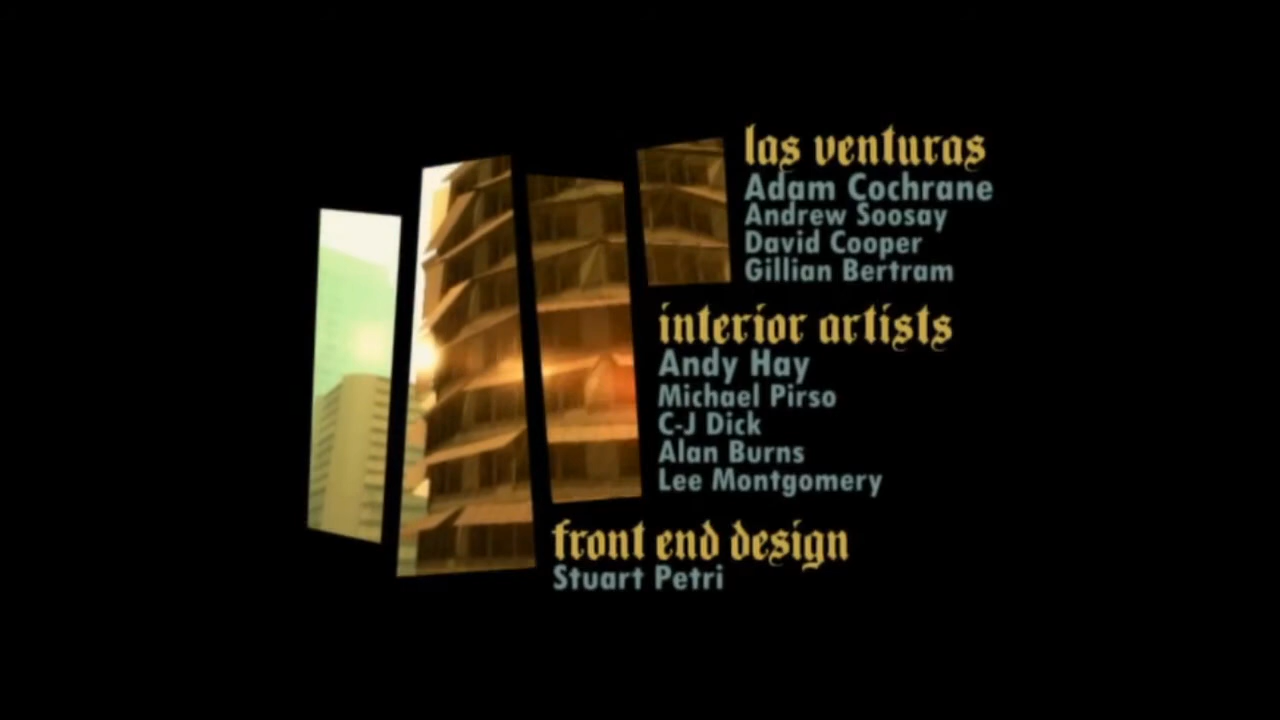 las venturas
Adam Cochrane
Andrew Soosay
David Cooper
Gillian Bertram
interior artists
Andy Hay
Michael Pirso
C-J Dick
Alan Burns
Lee Montgomery
front end design
Stuart Petri